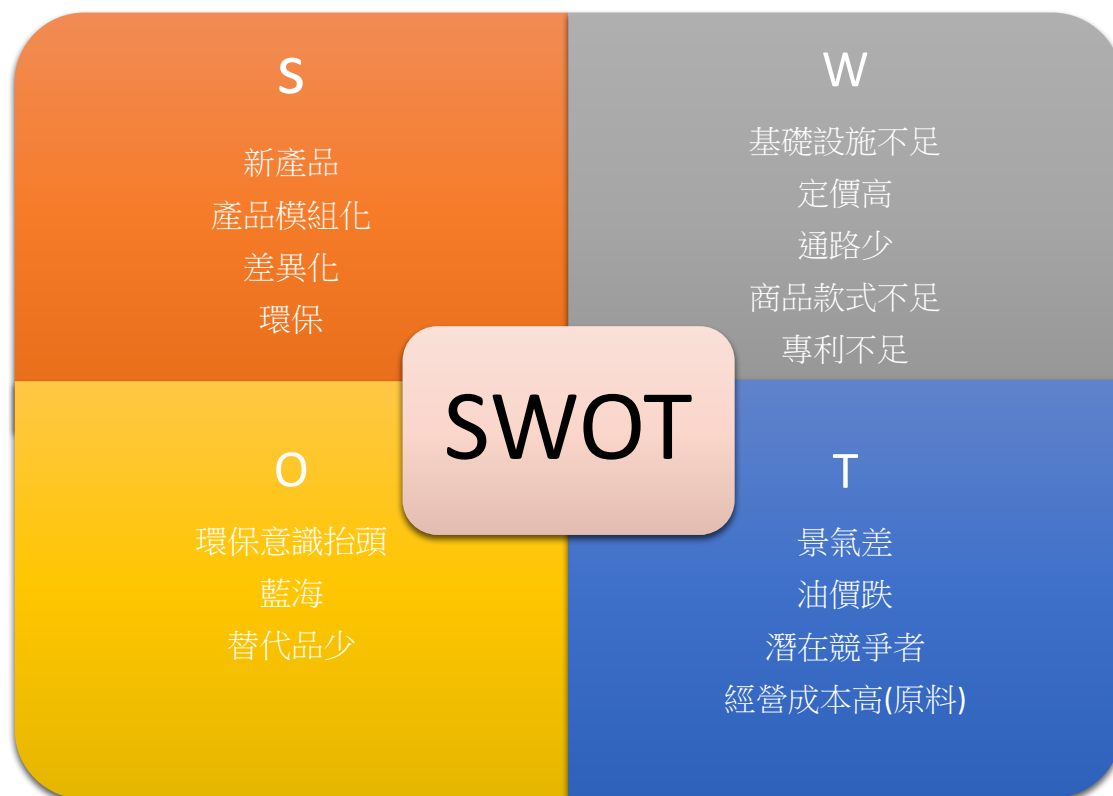 S
新產品
產品模組化
差異化
環保
W
基礎設施不足
定價高
通路少
商品款式不足
專利不足
SWOT
O
環保意識抬頭
藍海
替代品少
T
景氣差
油價跌
潛在競爭者
經營成本高(原料)